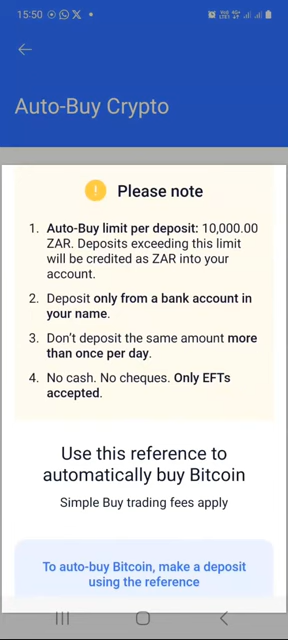 15:50
Auto-Buy Crypto
Please note
1. Auto-Buy limit per deposit: 10,000.00
ZAR. Deposits exceeding this limit
will be credited as ZAR into your
account.
2. Deposit only from a bank account in
your name.
3. Don't deposit the same amount more
than once per day.
4. No cash. No cheques. Only EFTs
accepted.
Use this reference to
automatically buy Bitcoin
Simple Buy trading fees apply
To auto-buy Bitcoin, make a deposit
using the reference